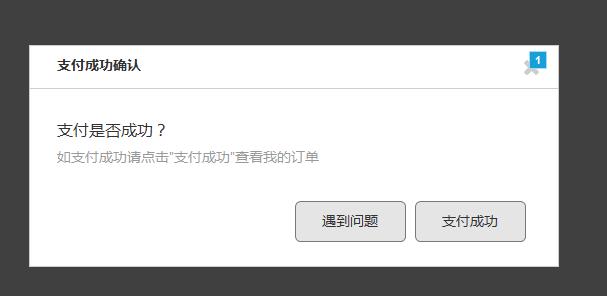 支付成功确认
1
支付是否成功？
如支付成功请点击"支付成功"查看我的订单
遇到问题 支付成功